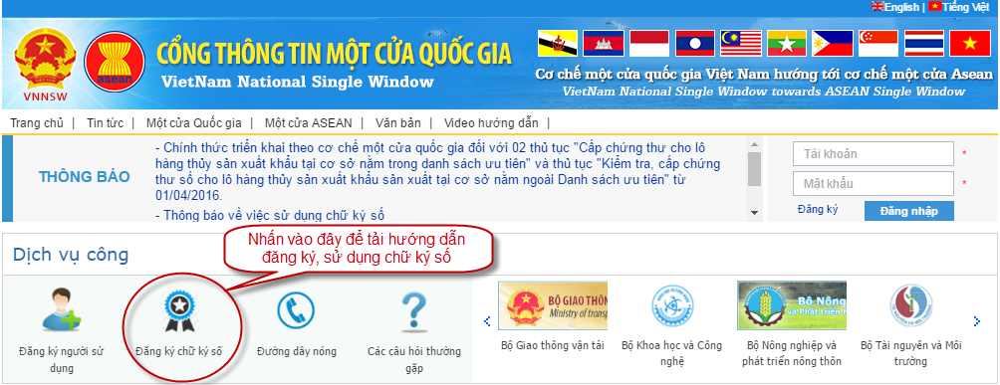 English | Tiếng Việt
CỔNG THÔNG TIN MỘT CỬA QUỐC GIA
VietNam National Single Window
VNNSW
asean
Cơ chế một cửa quốc gia Việt Nam hướng tới cơ chế một cửa Asean
VietNam National Single Window towards ASEAN Single Window
Trang chủ | Tin tức | Một cửa Quốc gia | Một cửa ASEAN | Văn bản | Video hướng dẫn |
THÔNG BÁO
- Chính thức triển khai theo cơ chế một cửa quốc gia đối với 02 thủ tục "Cấp chứng thư cho lô
hàng thủy sản xuất khẩu tại cơ sở nằm trong danh sách ưu tiên" và thủ tục "Kiểm tra, cấp chứng
thư số cho lô hàng thủy sản xuất khẩu sản xuất tại cơ sở nằm ngoài Danh sách ưu tiên" từ
01/04/2016.
- Thông báo về việc sử dụng chữ ký số
Tài khoản *
Mật khẩu *
Đăng ký Đăng nhập
Dịch vụ công
Nhấn vào đây để tải hướng dẫn
đăng ký, sử dụng chữ ký số
Đăng ký người sử
dụng
Đăng ký chữ ký số
Đường dây nóng
Các câu hỏi thường
gặp
BỘ GIAO THÔN
Ministry of transp
Bộ Giao thông vận tải
Bộ Khoa học và Công
nghệ
Bộ Nông
và Phát triển
Bộ Nông nghiệp và
phát triển nông thôn
Bộ Tài nguyên và Môi
trường